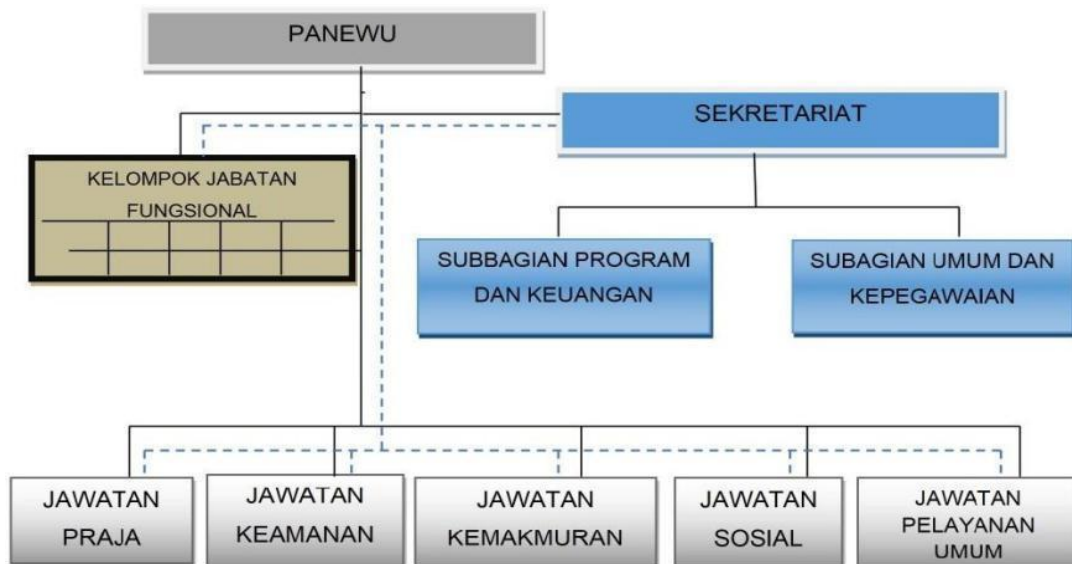 PANEWU
SEKRETARIAT
KELOMPOK JABATAN
FUNGSIONAL
SUBBAGIAN PROGRAM
DAN KEUANGAN
SUBAGIAN UMUM DAN
KEPEGAWAIAN
JAWATAN
PRAJA
JAWATAN
KEAMANAN
JAWATAN
KEMAKMURAN
JAWATAN
SOSIAL
JAWATAN
PELAYANAN
UMUM